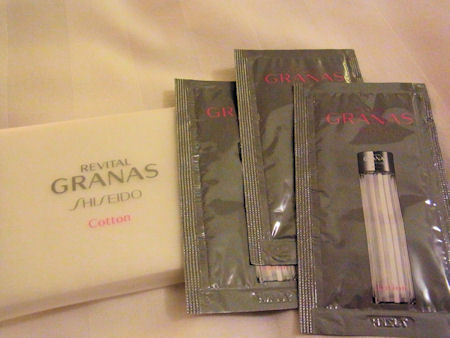 REVITAL
GRANAS
SHISEIDO
Cotton
GRANAS
GRANAS
GRANAS